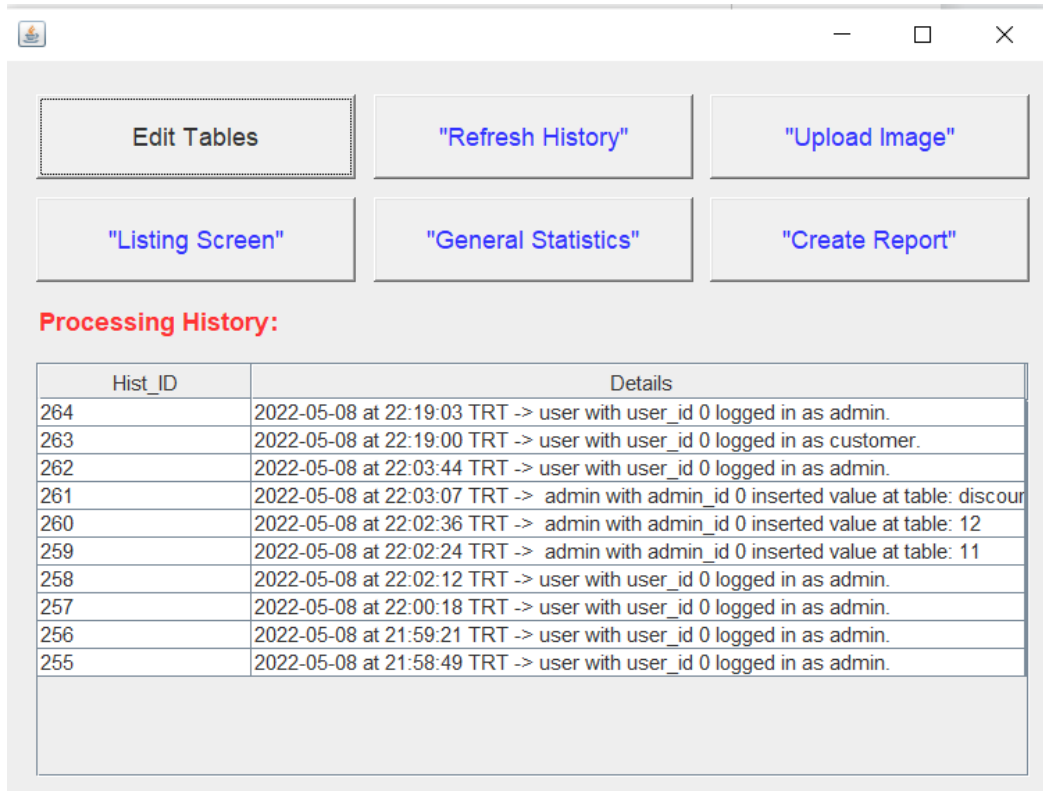 Edit Tables "Refresh History" "Upload Image"
"Listing Screen" "General Statistics" "Create Report"
Processing History:
Hist_ID Details
264 2022-05-08 at 22:19:03 TRT -> user with user_id 0 logged in as admin.
263 2022-05-08 at 22:19:00 TRT -> user with user_id 0 logged in as customer.
262 2022-05-08 at 22:03:44 TRT -> user with user_id 0 logged in as admin.
261 2022-05-08 at 22:03:07 TRT ->  admin with admin_id 0 inserted value at table: discour
260 2022-05-08 at 22:02:36 TRT ->  admin with admin_id 0 inserted value at table: 12
259 2022-05-08 at 22:02:24 TRT ->  admin with admin_id 0 inserted value at table: 11
258 2022-05-08 at 22:02:12 TRT -> user with user_id 0 logged in as admin.
257 2022-05-08 at 22:00:18 TRT -> user with user_id 0 logged in as admin.
256 2022-05-08 at 21:59:21 TRT -> user with user_id 0 logged in as admin.
255 2022-05-08 at 21:58:49 TRT -> user with user_id 0 logged in as admin.